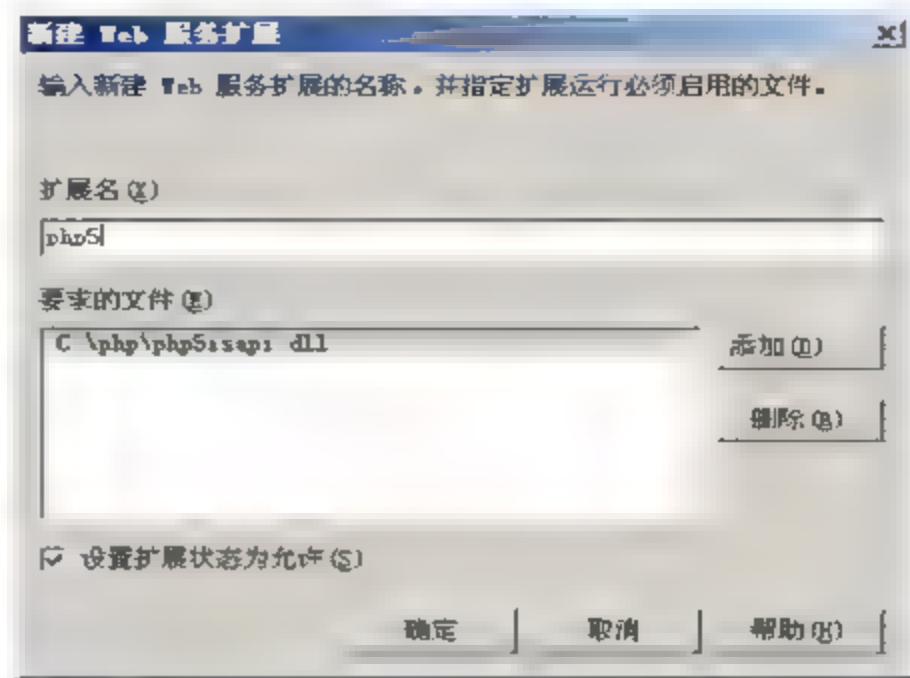 新建 Web 服务扩展
输入新建 Web 服务扩展的名称，并指定扩展运行必须启用的文件。
扩展名(X)
php5
要求的文件(E)
C:\php\php5isapi.dll
添加(D)
删除(R)
设置扩展状态为允许(S)
确定 取消 帮助(H)